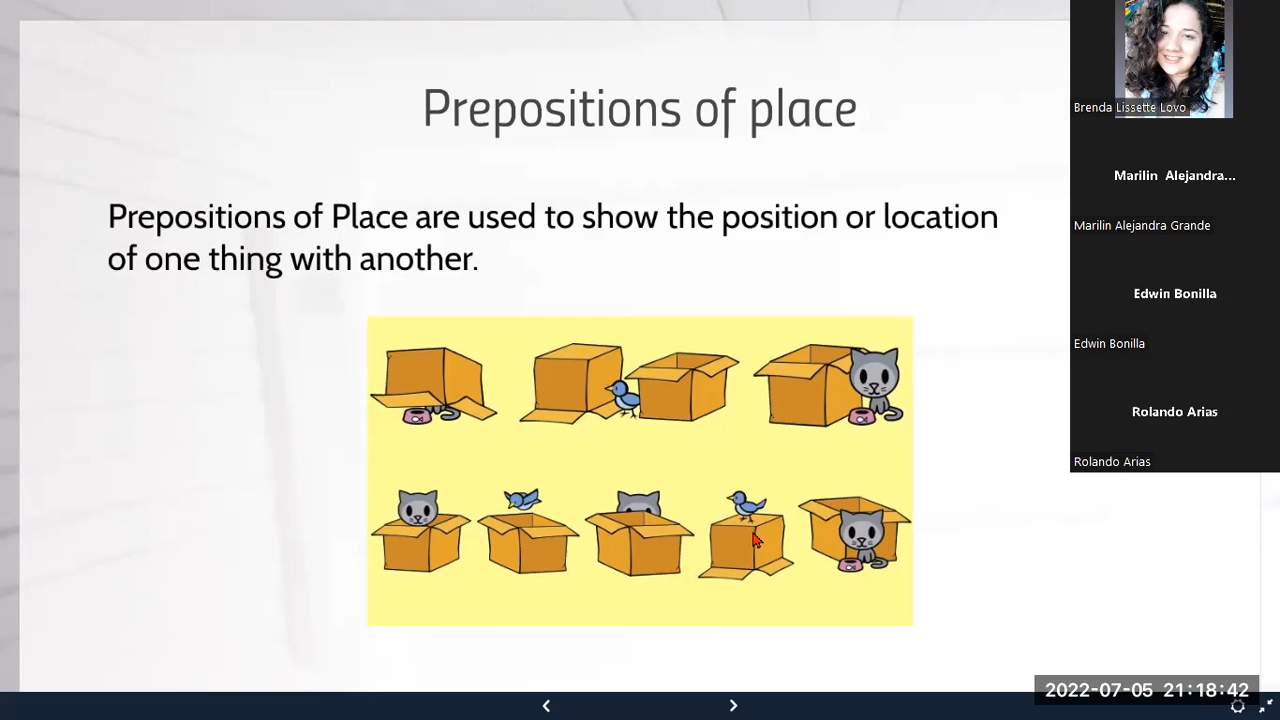 Prepositions of place
Prepositions of Place are used to show the position or location
of one thing with another.
Brenda Lissette Lovo
Marilin Alejandra...
Marilin Alejandra Grande
Edwin Bonilla
Edwin Bonilla
Rolando Arias
Rolando Arias
2022-07-05 21:18:42